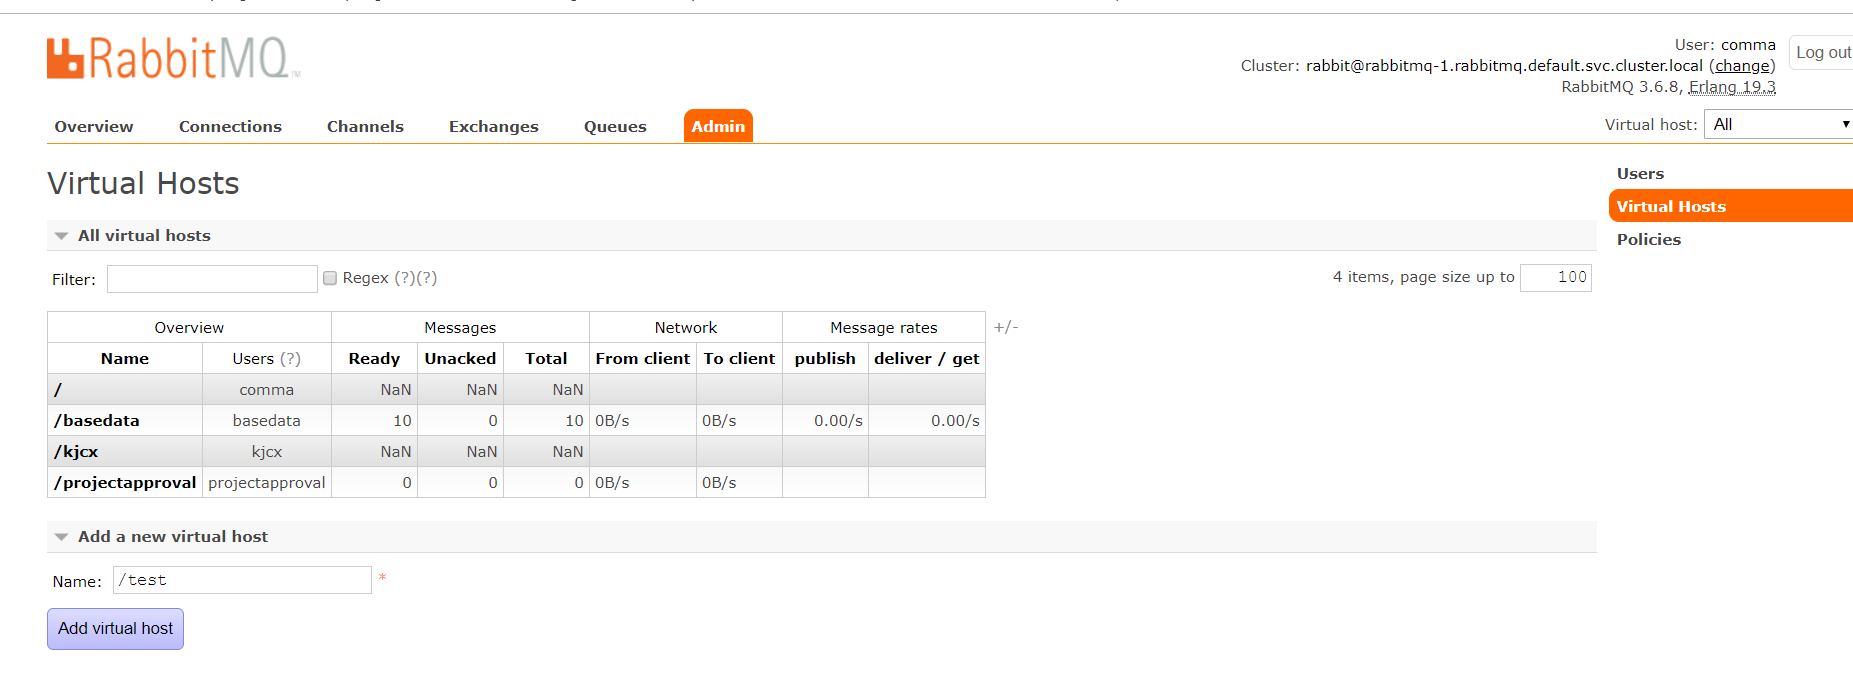 RabbitMQ™
User: comma
Log out
Cluster: rabbit@rabbitmq-1.rabbitmq.default.svc.cluster.local (change)
RabbitMQ 3.6.8, Erlang 19.3
Overview Connections Channels Exchanges Queues Admin
Virtual host: All
Virtual Hosts
Users
Virtual Hosts
Policies
All virtual hosts
Filter: Regex (?)(?)
4 items, page size up to 100
Overview Messages Network Message rates +/-
Name Users (?) Ready Unacked Total From client To client publish deliver / get
/ comma NaN NaN NaN
/basedata basedata 10 0 10 0B/s 0B/s 0.00/s 0.00/s
/kjcx kjcx NaN NaN NaN
/projectapproval projectapproval 0 0 0 0B/s 0B/s
Add a new virtual host
Name: /test *
Add virtual host